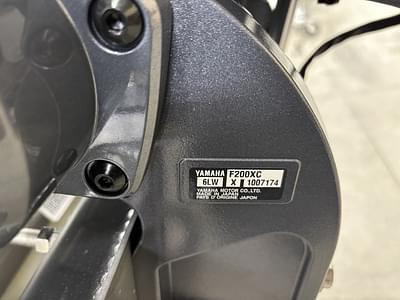 YAMAHA F200XC
6LW X 1007174
YAMAHA MOTOR CO.,LTD.
MADE IN JAPAN
PAYS D'ORIGINE JAPON